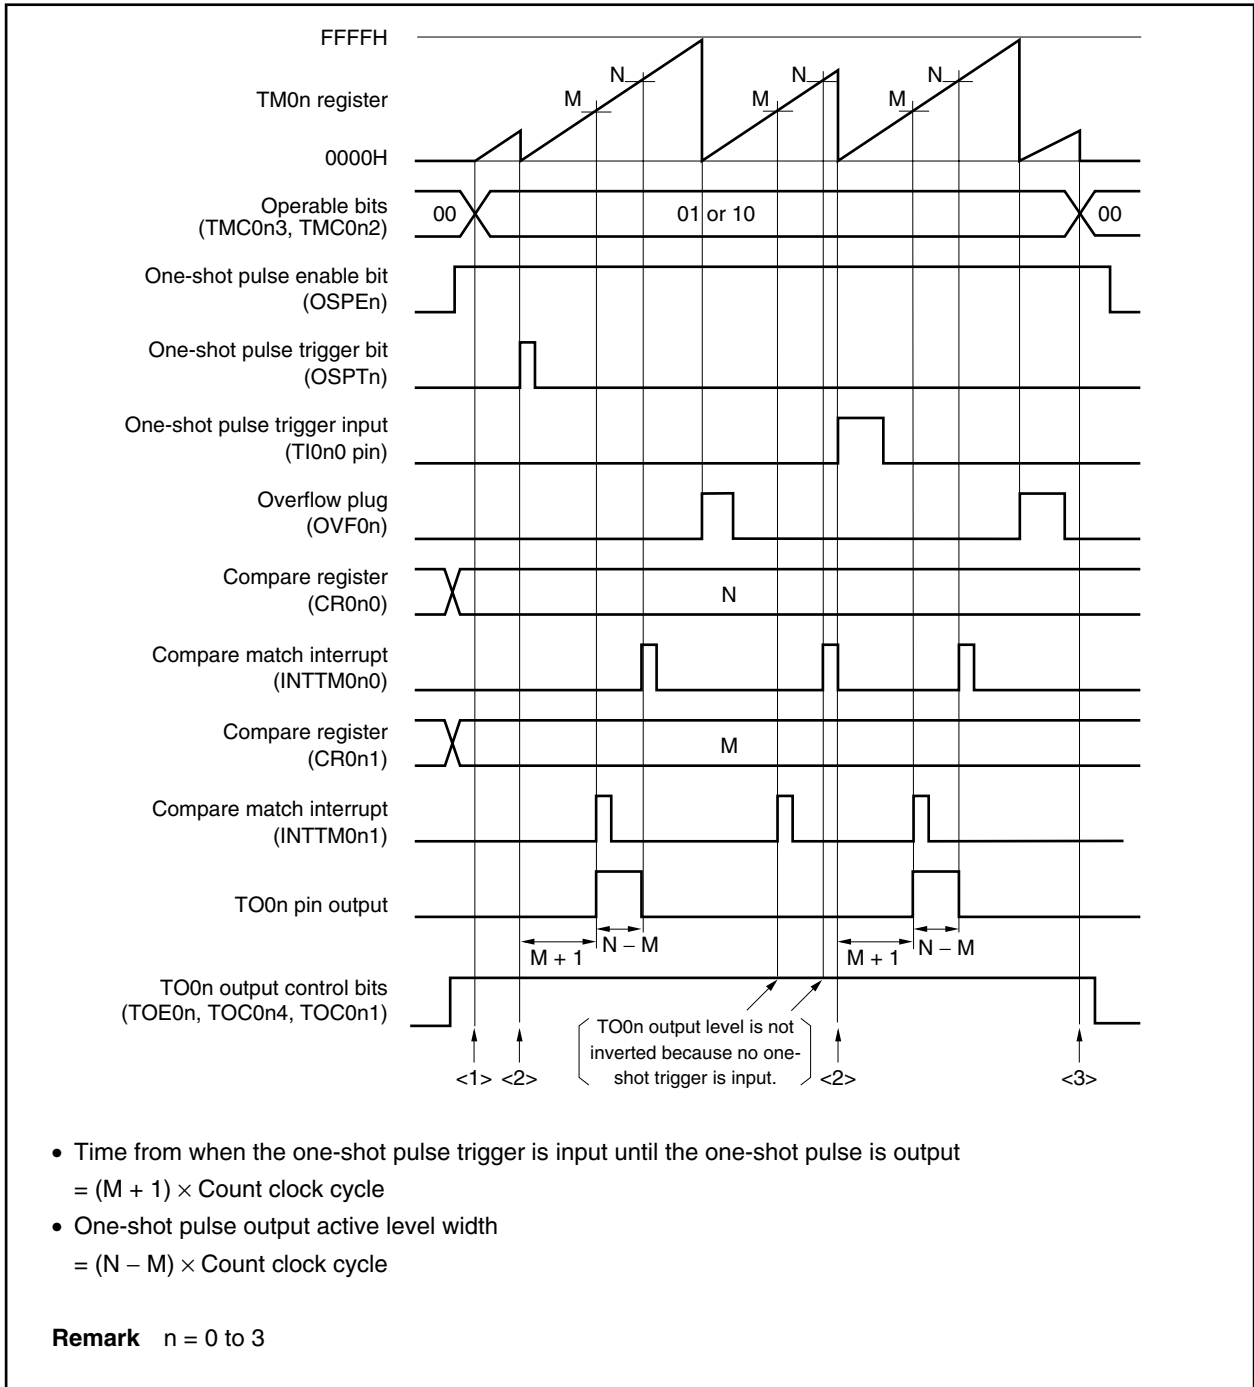 FFFFH
N N N
TM0n register
M M M
0000H
Operable bits
(TMC0n3, TMC0n2)
00 01 or 10 00
One-shot pulse enable bit
(OSPEn)
One-shot pulse trigger bit
(OSPTn)
One-shot pulse trigger input
(TI0n0 pin)
Overflow plug
(OVF0n)
Compare register
(CR0n0)
N
Compare match interrupt
(INTTM0n0)
Compare register
(CR0n1)
M
Compare match interrupt
(INTTM0n1)
TO0n pin output
M + 1 N – M M + 1 N – M
TO0n output control bits
(TOE0n, TOC0n4, TOC0n1)
TO0n output level is not
inverted because no one-
shot trigger is input.
<1> <2> <2> <3>
• Time from when the one-shot pulse trigger is input until the one-shot pulse is output
= (M + 1) × Count clock cycle
• One-shot pulse output active level width
= (N – M) × Count clock cycle
Remark n = 0 to 3